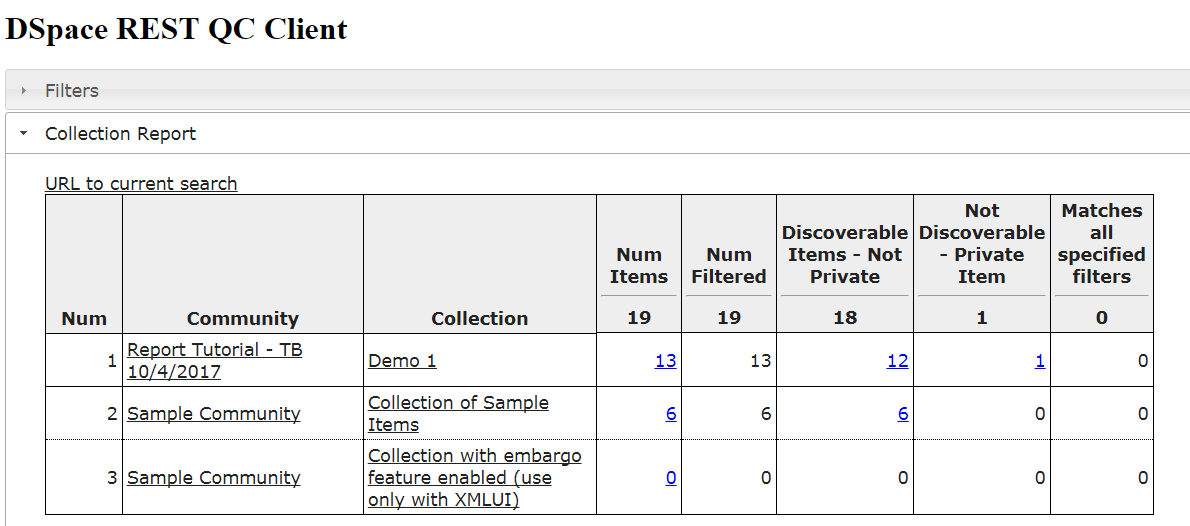 DSpace REST QC Client
Filters
Collection Report
URL to current search
Num Community Collection Num Items 19 Num Filtered 19 Discoverable Items - Not Private 18 Not Discoverable - Private Item 1 Matches all specified filters 0
1 Report Tutorial - TB 10/4/2017 Demo 1 13 13 12 1 0
2 Sample Community Collection of Sample Items 6 6 6 0 0
3 Sample Community Collection with embargo feature enabled (use only with XMLUI) 0 0 0 0 0